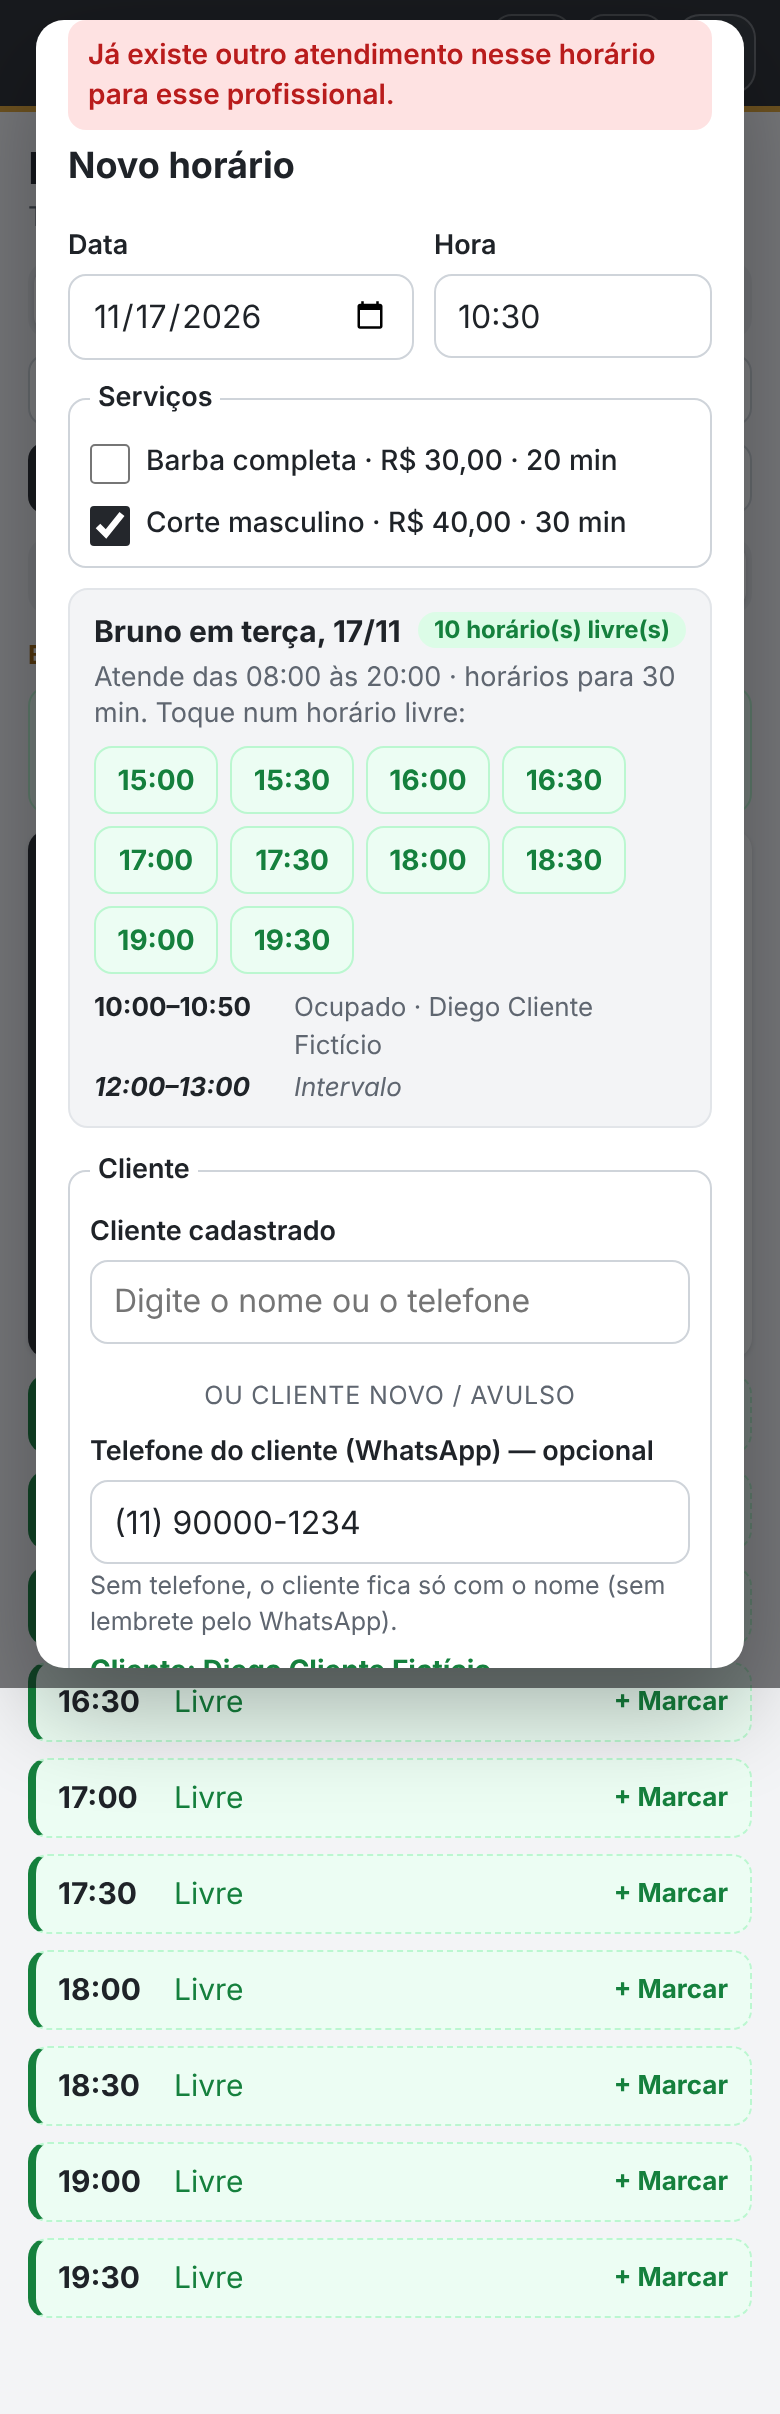 Já existe outro atendimento nesse horário
para esse profissional.
Novo horário
Data
Hora
11/17/2026
10:30
Serviços
Barba completa · R$ 30,00 · 20 min
Corte masculino · R$ 40,00 · 30 min
Bruno em terça, 17/11
10 horário(s) livre(s)
Atende das 08:00 às 20:00 · horários para 30
min. Toque num horário livre:
15:00 15:30 16:00 16:30
17:00 17:30 18:00 18:30
19:00 19:30
10:00–10:50 Ocupado · Diego Cliente
Fictício
12:00–13:00 Intervalo
Cliente
Cliente cadastrado
Digite o nome ou o telefone
OU CLIENTE NOVO / AVULSO
Telefone do cliente (WhatsApp) — opcional
(11) 90000-1234
Sem telefone, o cliente fica só com o nome (sem
lembrete pelo WhatsApp).
Cliente: Diego Cliente Fictício
16:30 Livre + Marcar
17:00 Livre + Marcar
17:30 Livre + Marcar
18:00 Livre + Marcar
18:30 Livre + Marcar
19:00 Livre + Marcar
19:30 Livre + Marcar